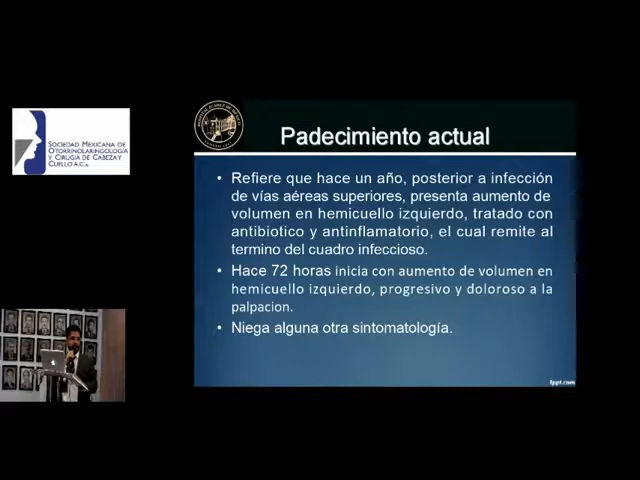 SOCIEDAD MEXICANA DE
OTORRINOLARINGOLOGÍA
Y CIRUGÍA DE CABEZA Y
CUELLO A.C.
Padecimiento actual
• Refiere que hace un año, posterior a infección
de vías aéreas superiores, presenta aumento de
volumen en hemicuello izquierdo, tratado con
antibiotico y antinflamatorio, el cual remite al
termino del cuadro infeccioso.
• Hace 72 horas inicia con aumento de volumen en
hemicuello izquierdo, progresivo y doloroso a la
palpacion.
• Niega alguna otra sintomatología.
fppt.com